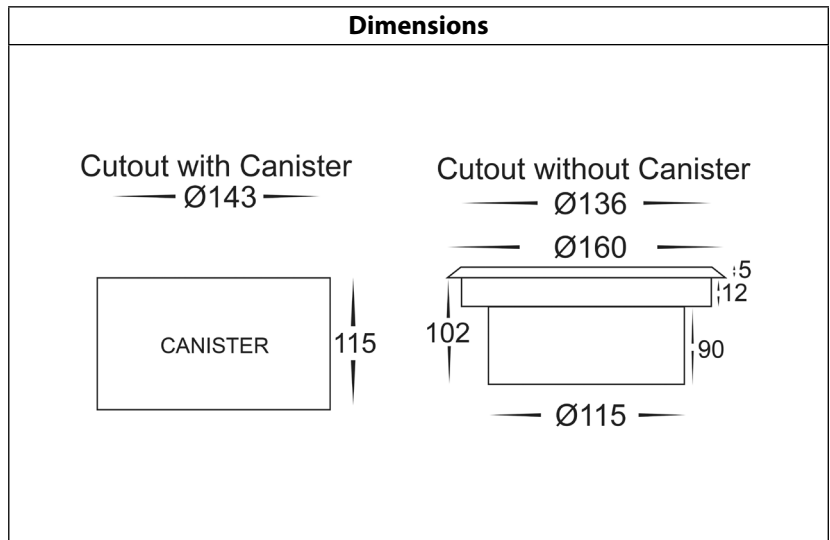 Dimensions
Cutout with Canister
Ø143
CANISTER
115
Cutout without Canister
Ø136
Ø160
5
12
102
90
Ø115